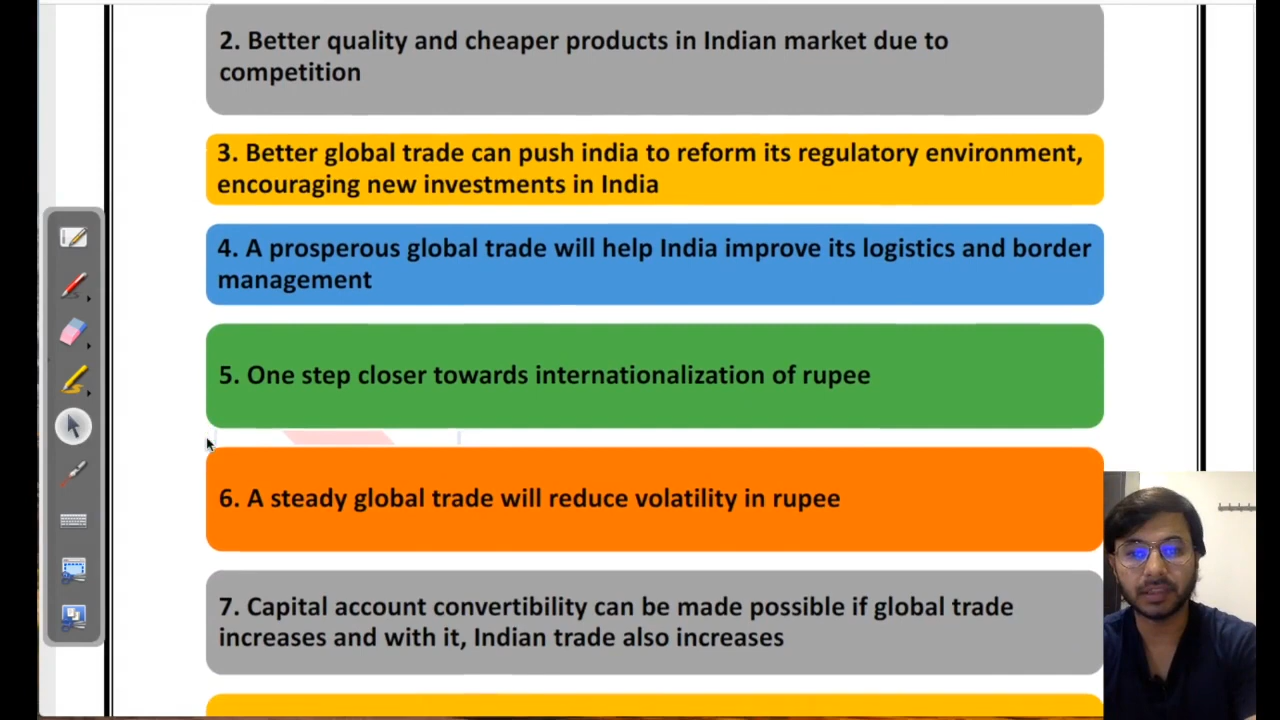 2. Better quality and cheaper products in Indian market due to
competition
3. Better global trade can push india to reform its regulatory environment,
encouraging new investments in India
4. A prosperous global trade will help India improve its logistics and border
management
5. One step closer towards internationalization of rupee
6. A steady global trade will reduce volatility in rupee
7. Capital account convertibility can be made possible if global trade
increases and with it, Indian trade also increases